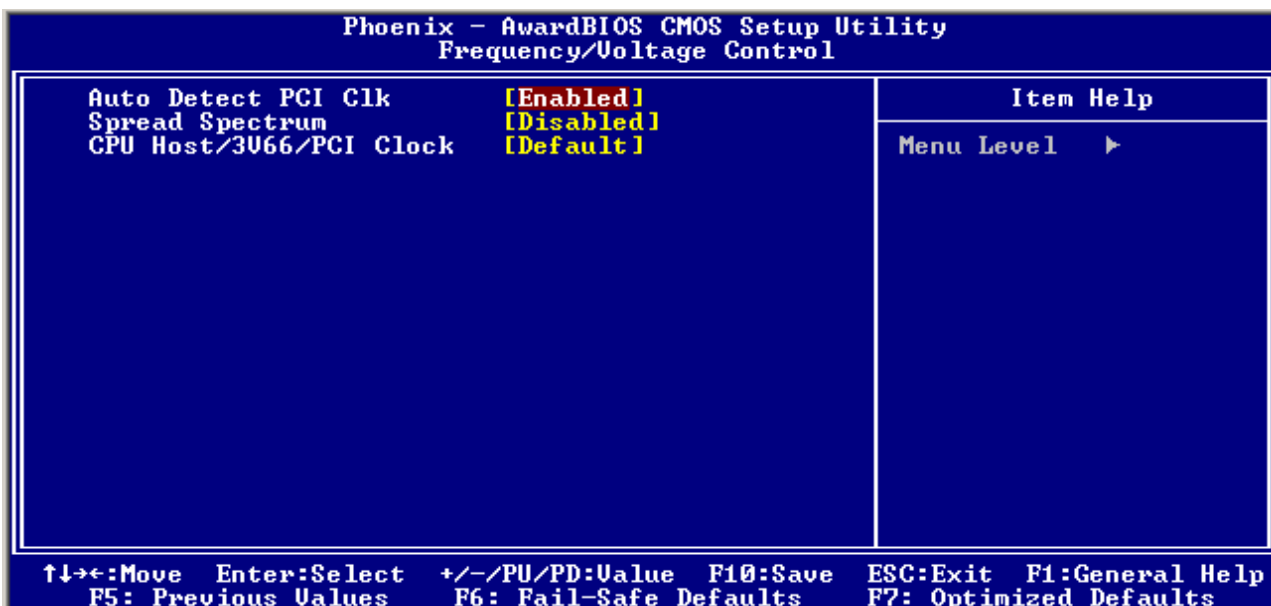 Phoenix - AwardBIOS CMOS Setup Utility
Frequency/Voltage Control
Auto Detect PCI Clk [Enabled]
Spread Spectrum [Disabled]
CPU Host/3V66/PCI Clock [Default]
Item Help
Menu Level ►
↑↓→←:Move Enter:Select +/-/PU/PD:Value F10:Save ESC:Exit F1:General Help
F5: Previous Values F6: Fail-Safe Defaults F7: Optimized Defaults